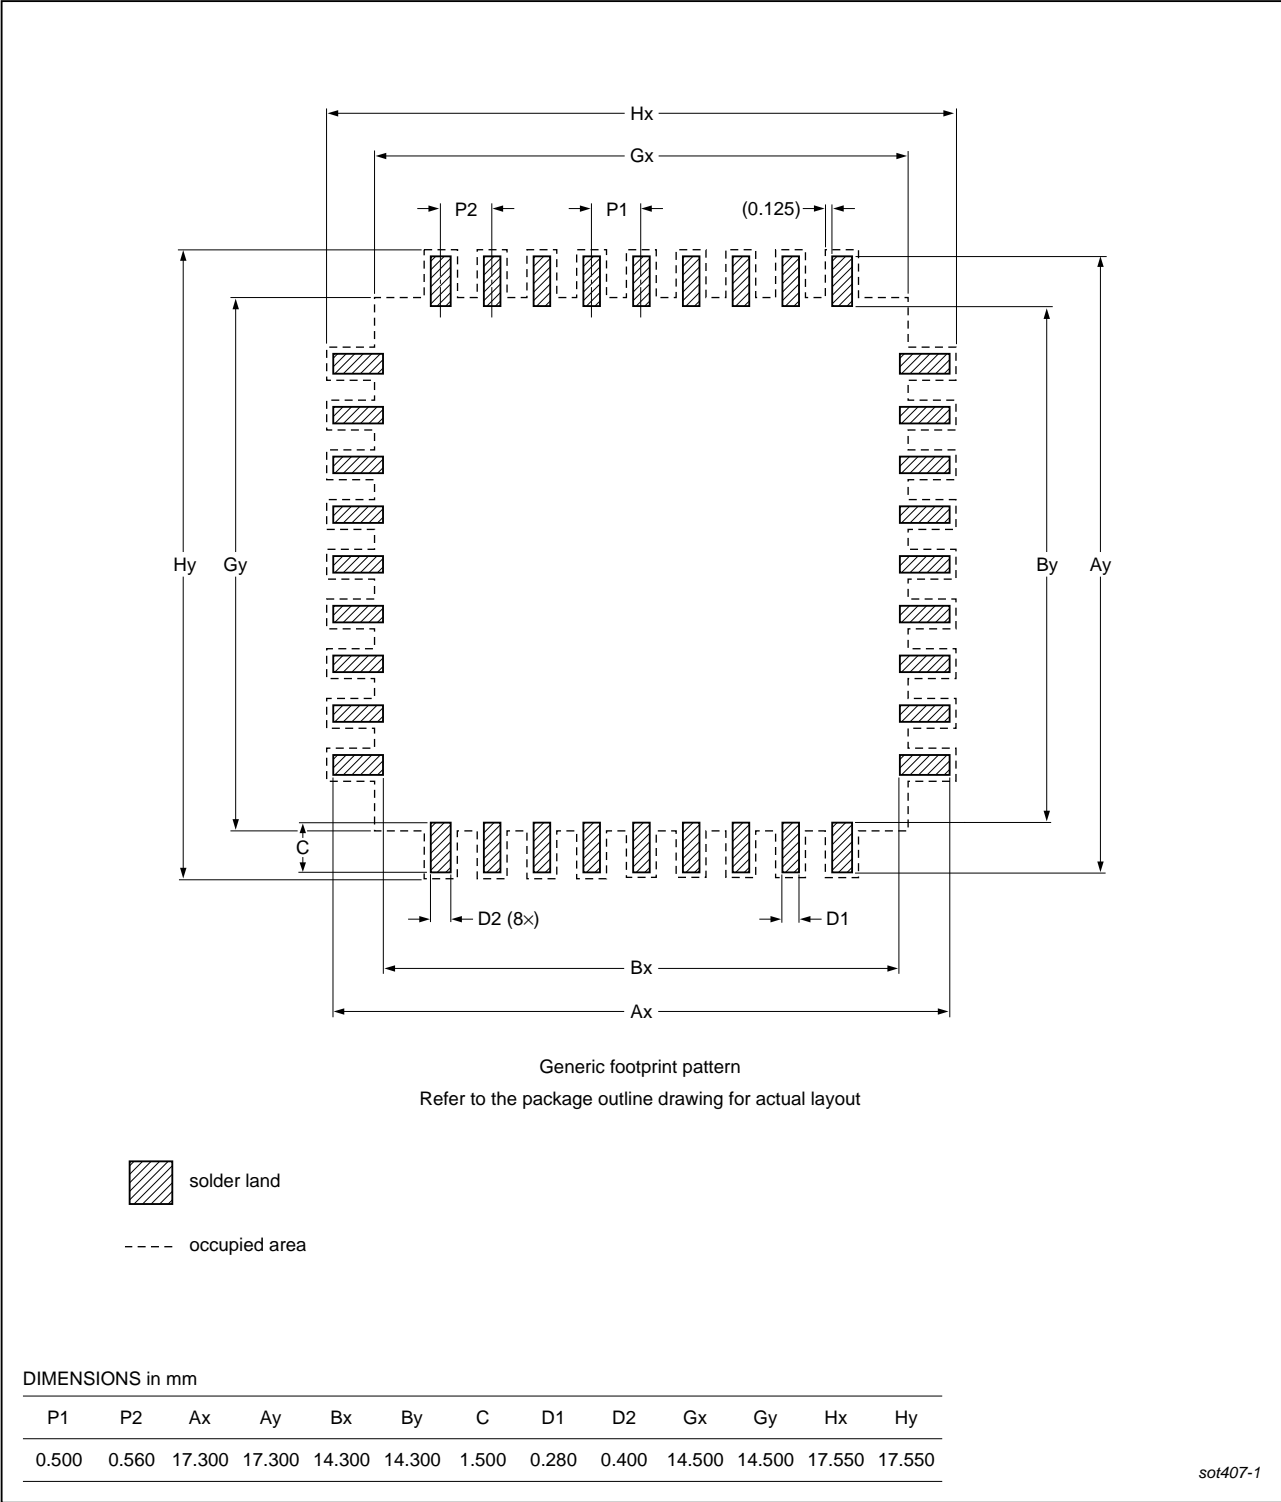 Hx
Gx
P2 P1 (0.125)
Hy Gy By Ay
C
D2 (8×) D1
Bx
Ax
Generic footprint pattern
Refer to the package outline drawing for actual layout
solder land
occupied area
DIMENSIONS in mm
P1 P2 Ax Ay Bx By C D1 D2 Gx Gy Hx Hy
0.500 0.560 17.300 17.300 14.300 14.300 1.500 0.280 0.400 14.500 14.500 17.550 17.550
sot407-1